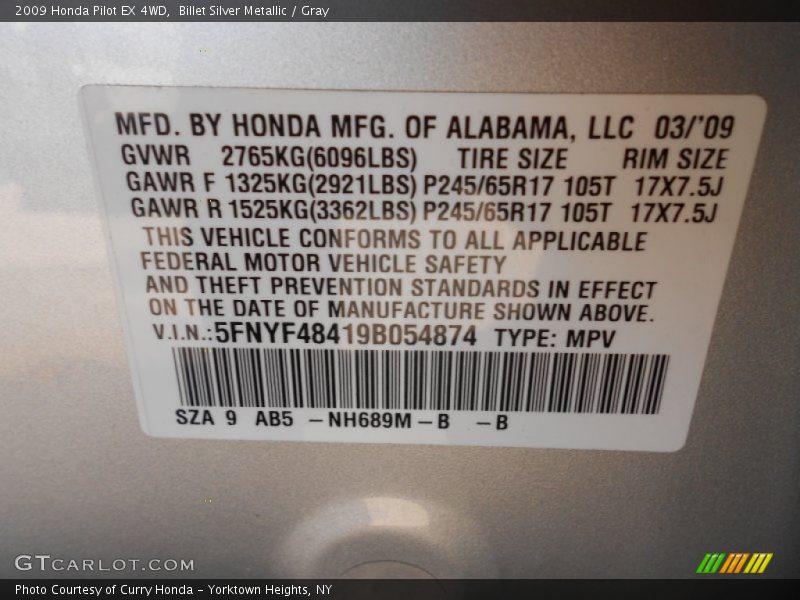 2009 Honda Pilot EX 4WD, Billet Silver Metallic / Gray
MFD. BY HONDA MFG. OF ALABAMA, LLC 03/'09
GVWR 2765KG(6096LBS) TIRE SIZE RIM SIZE
GAWR F 1325KG(2921LBS) P245/65R17 105T 17X7.5J
GAWR R 1525KG(3362LBS) P245/65R17 105T 17X7.5J
THIS VEHICLE CONFORMS TO ALL APPLICABLE
FEDERAL MOTOR VEHICLE SAFETY
AND THEFT PREVENTION STANDARDS IN EFFECT
ON THE DATE OF MANUFACTURE SHOWN ABOVE.
V.I.N.:5FNYF48419B054874 TYPE: MPV
SZA 9 AB5 –NH689M–B –B
GTCARLOT.COM
Photo Courtesy of Curry Honda - Yorktown Heights, NY